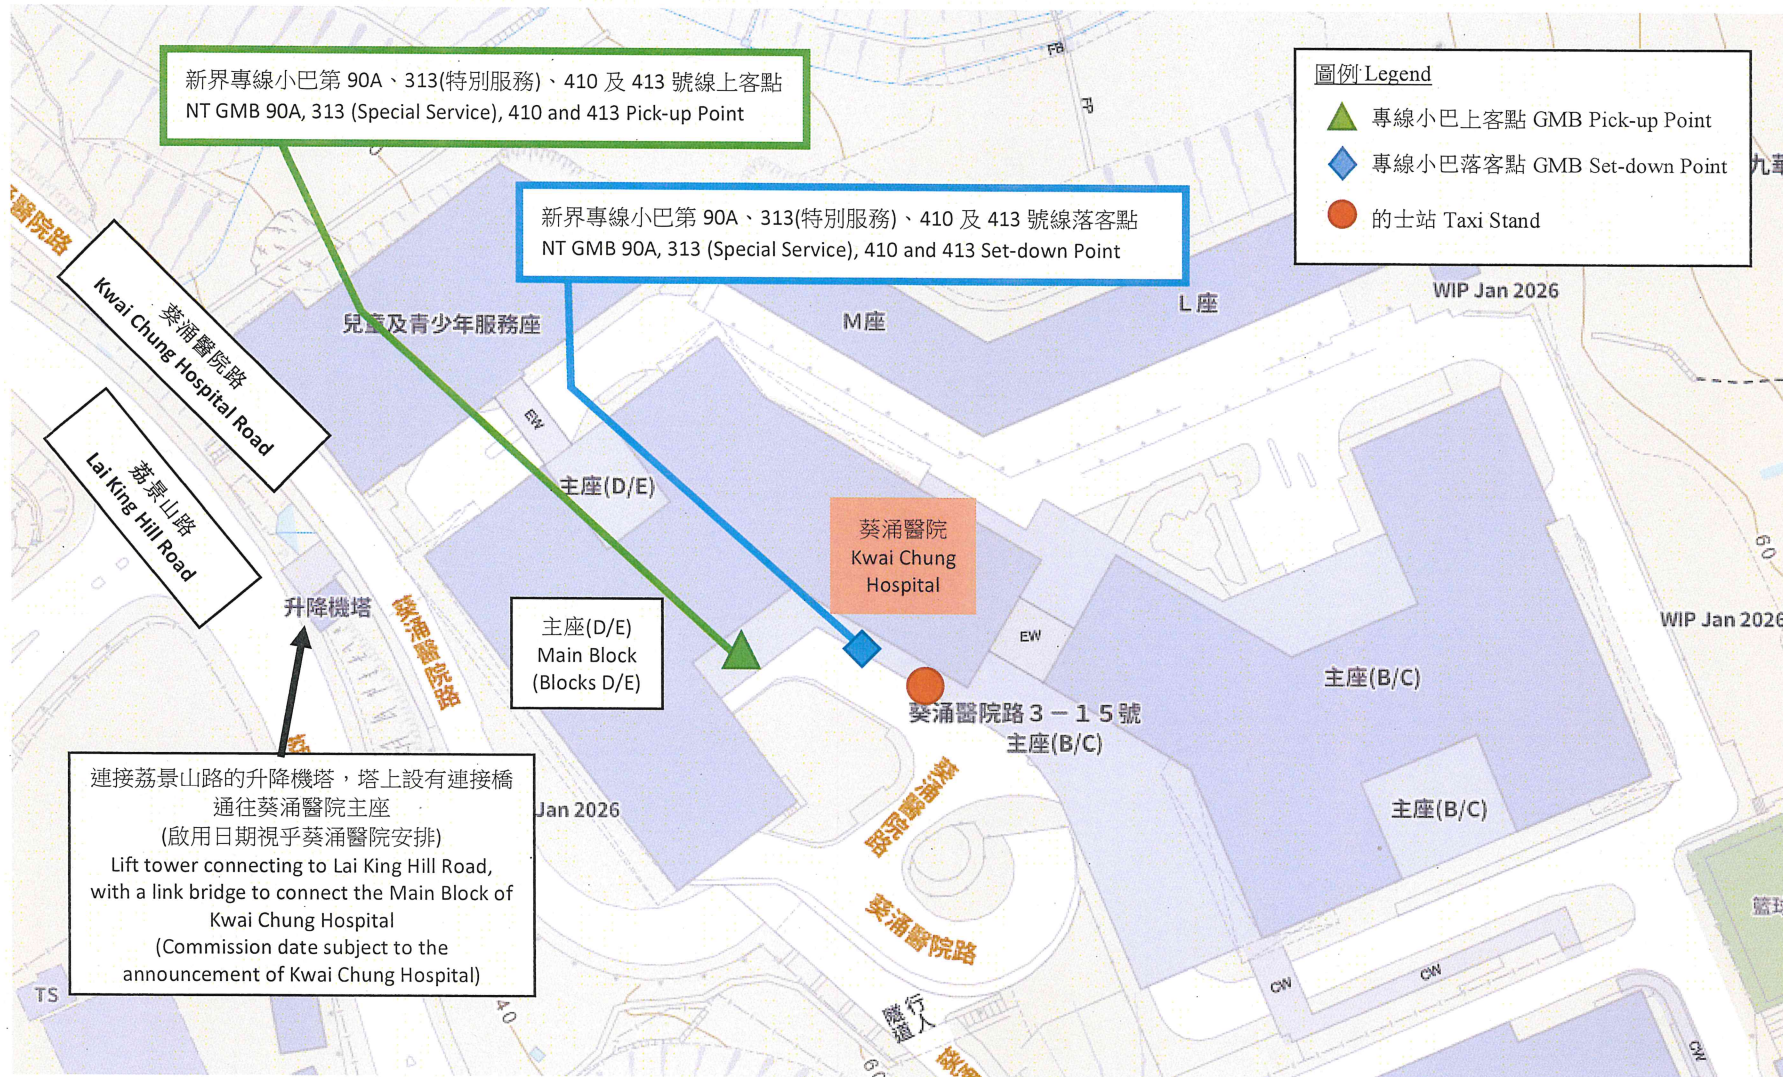 新界專線小巴第 90A、313(特別服務)、410 及 413 號線上客點
NT GMB 90A, 313 (Special Service), 410 and 413 Pick-up Point
新界專線小巴第 90A、313(特別服務)、410 及 413 號線落客點
NT GMB 90A, 313 (Special Service), 410 and 413 Set-down Point
圖例 Legend
專線小巴上客點 GMB Pick-up Point
專線小巴落客點 GMB Set-down Point
的士站 Taxi Stand
FB
FP
九華
醫院路
葵涌醫院路
Kwai Chung Hospital Road
荔景山路
Lai King Hill Road
兒童及青少年服務座
M座
L座
WIP Jan 2026
EW
主座(D/E)
葵涌醫院
Kwai Chung
Hospital
60
升降機塔
葵涌醫院路
主座(D/E)
Main Block
(Blocks D/E)
EW
WIP Jan 2026
主座(B/C)
葵涌醫院路3－15號
主座(B/C)
葵涌醫院路
主座(B/C)
連接荔景山路的升降機塔，塔上設有連接橋
通往葵涌醫院主座
(啟用日期視乎葵涌醫院安排)
Lift tower connecting to Lai King Hill Road,
with a link bridge to connect the Main Block of
Kwai Chung Hospital
(Commission date subject to the
announcement of Kwai Chung Hospital)
Jan 2026
葵涌醫院路
籃球
TS
40
行人
隧道
CW
CW
CW
60
葵涌